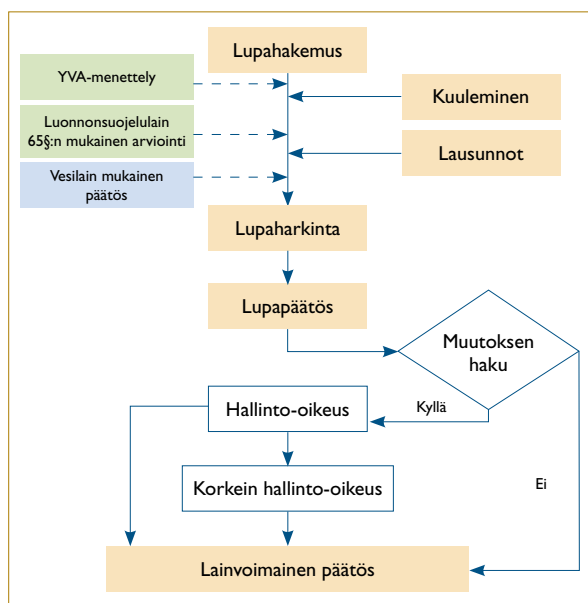 Lupahakemus
YVA-menettely
Kuuleminen
Luonnonsuojelulain
65§:n mukainen arviointi
Lausunnot
Vesilain mukainen
päätös
Lupaharkinta
Lupapäätös
Muutoksen
haku
Kyllä
Hallinto-oikeus
Korkein hallinto-oikeus
Ei
Lainvoimainen päätös